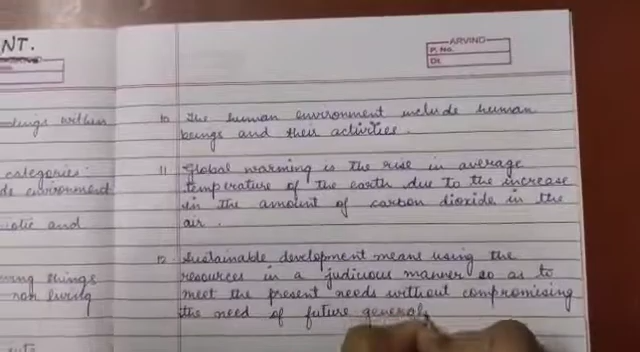 NT.
ARVIND
P. No.
Dt.
within
categories:
environment
and
things
non living
10 The human environment include human
beings and their activities.
11 Global warming is the rise in average
temperature of the earth due to the increase
in the amount of carbon dioxide in the
air.
12. Sustainable development means using the
resources in a judicious manner so as to
meet the present needs without compromising
the need of future